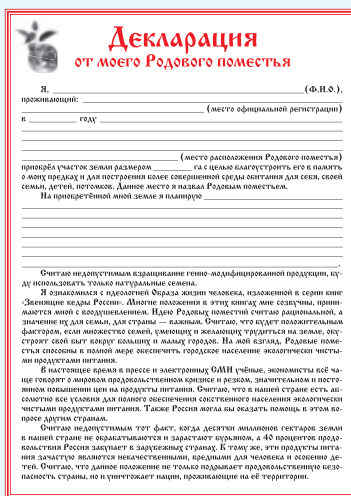 Декларация
от моего Родового поместья
Я, (Ф.И.О.),
проживающий:
(место официальной регистрации)
в году
(место расположения Родового поместья)
приобрёл участок земли размером га с целью благоустроить его в память
о моих предках и для построения более совершенной среды обитания для себя, своей
семьи, детей, потомков. Данное место я назвал Родовым поместьем.
На приобретённой мной земле я планирую
.
Считаю недопустимым взращивание генно-модифицированной продукции, бу-
ду использовать только натуральные семена.
Я ознакомился с идеологией Образа жизни человека, изложенной в серии книг
«Звенящие кедры России». Многие положения в этих книгах мне созвучны, прини-
маются мной с воодушевлением. Идею Родовых поместий считаю рациональной, а
значение их для семьи, для страны — важным. Считаю, что будет положительным
фактором, если множество семей, умеющих и желающих трудиться на земле, обу-
строят свой быт вокруг больших и малых городов. На мой взгляд, Родовые поме-
стья способны в полной мере обеспечить городское население экологически чисты-
ми продуктами питания.
В настоящее время в прессе и электронных СМИ учёные, экономисты всё ча-
ще говорят о мировом продовольственном кризисе и резком, значительном и посто-
янном повышении цен на продукты питания. Считаю, что в нашей стране есть аб-
солютно все условия для полного обеспечения собственного населения экологически
чистыми продуктами питания. Также Россия могла бы оказать помощь в этом во-
просе другим странам.
Считаю недопустимым тот факт, когда десятки миллионов гектаров земли
в нашей стране не обрабатываются и зарастают бурьяном, а 40 процентов продо-
вольствия Россия закупает в зарубежных странах. К тому же, эти продукты пита-
ния зачастую являются некачественными, вредными для человека и особенно де-
тей. Считаю, что данное положение не только подрывает продовольственную безо-
пасность страны, но и уничтожает нации, проживающие на её территории.